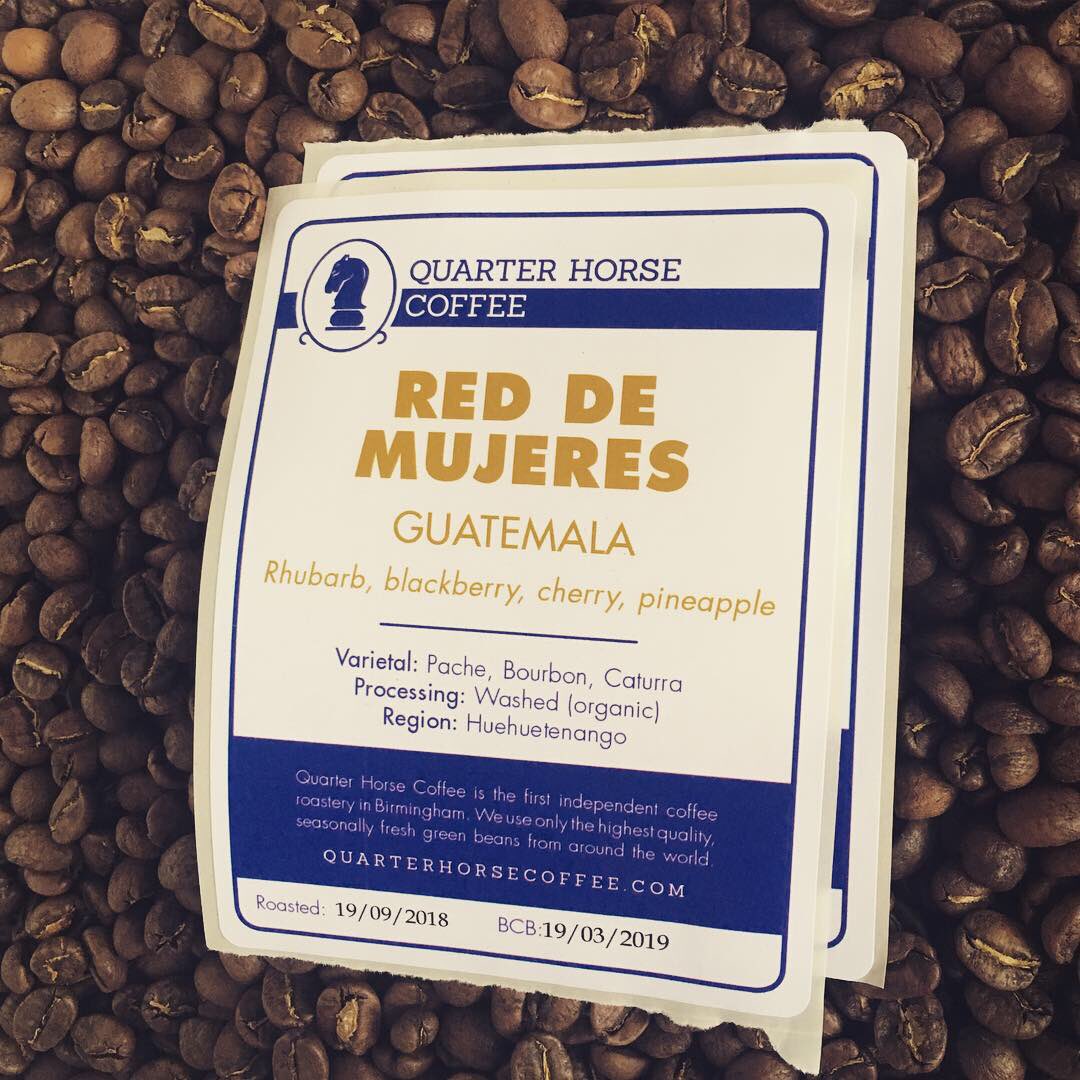 QUARTER HORSE
COFFEE
RED DE
MUJERES
GUATEMALA
Rhubarb, blackberry, cherry, pineapple
Varietal: Pache, Bourbon, Caturra
Processing: Washed (organic)
Region: Huehuetenango
Quarter Horse Coffee is the first independent coffee
roastery in Birmingham. We use only the highest quality,
seasonally fresh green beans from around the world.
QUARTERHORSECOFFEE.COM
Roasted: 19/09/2018 BCB:19/03/2019